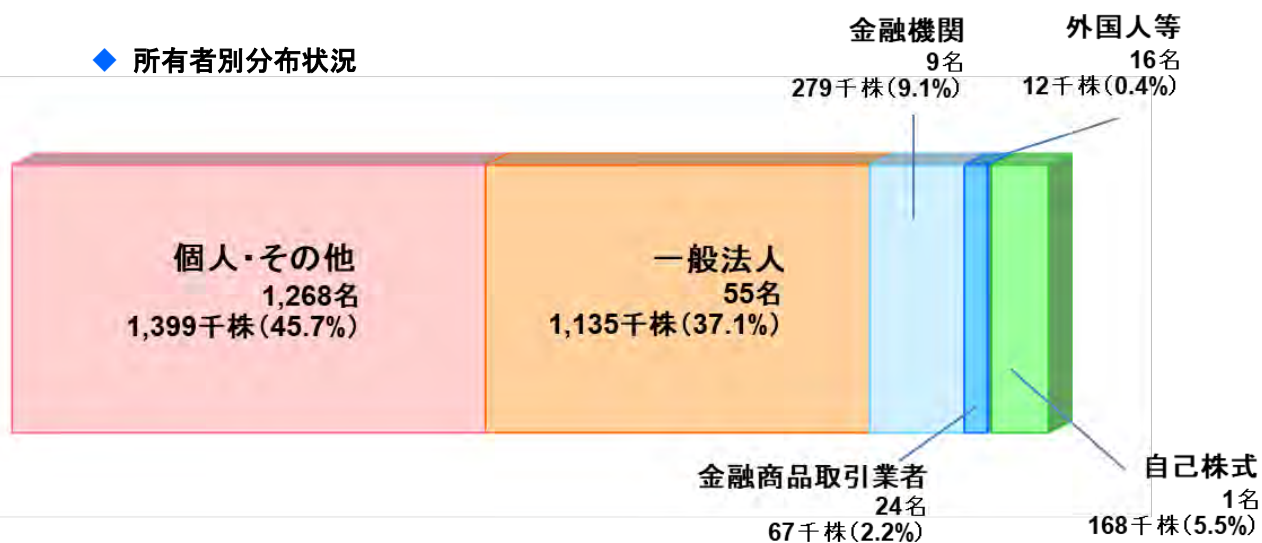 ◆ 所有者別分布状況
金融機関
9名
279千株(9.1%)
外国人等
16名
12千株(0.4%)
個人・その他
1,268名
1,399千株(45.7%)
一般法人
55名
1,135千株(37.1%)
金融商品取引業者
24名
67千株(2.2%)
自己株式
1名
168千株(5.5%)